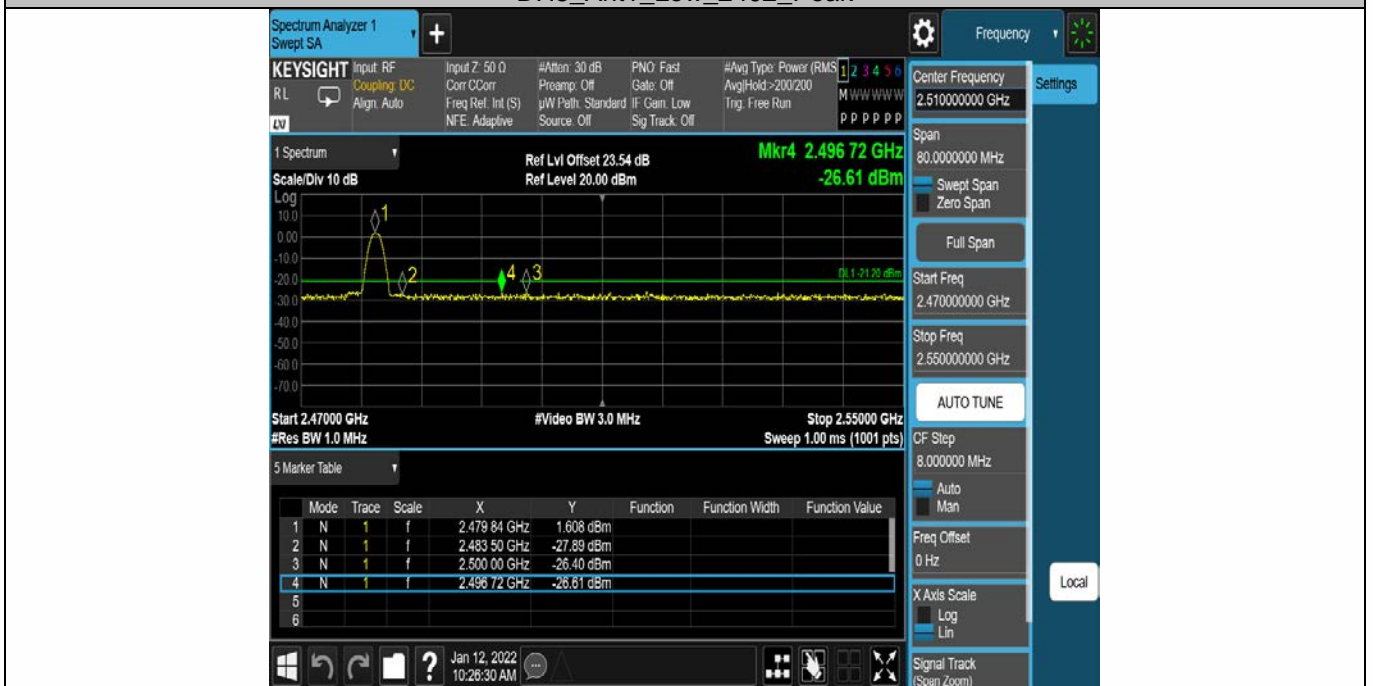 Spectrum Analyzer 1
Swept SA
Frequency
KEYSIGHT
RL
LXI
Input: RF
Coupling: DC
Align: Auto
Input Z: 50 Ω
Corr CCorr
Freq Ref: Int (S)
NFE: Adaptive
#Atten: 30 dB
Preamp: Off
µW Path: Standard
Source: Off
PNO: Fast
Gate: Off
IF Gain: Low
Sig Track: Off
#Avg Type: Power (RMS
Avg|Hold:>200/200
Trig: Free Run
1 2 3 4 5 6
M W W W W W
P P P P P P
1 Spectrum
Scale/Div 10 dB
Ref Lvl Offset 23.54 dB
Ref Level 20.00 dBm
Mkr4 2.496 72 GHz
-26.61 dBm
Log
10.0
0.00
-10.0
-20.0
-30.0
-40.0
-50.0
-60.0
-70.0
1
2
4
3
DL1 -21.20 dBm
Start 2.47000 GHz
#Video BW 3.0 MHz
Stop 2.55000 GHz
#Res BW 1.0 MHz
Sweep 1.00 ms (1001 pts)
5 Marker Table
Mode Trace Scale X Y Function Function Width Function Value
1 N 1 f 2.479 84 GHz 1.608 dBm
2 N 1 f 2.483 50 GHz -27.89 dBm
3 N 1 f 2.500 00 GHz -26.40 dBm
4 N 1 f 2.496 72 GHz -26.61 dBm
5
6
?
Jan 12, 2022
10:26:30 AM
Center Frequency
2.510000000 GHz
Settings
Span
80.0000000 MHz
Swept Span
Zero Span
Full Span
Start Freq
2.470000000 GHz
Stop Freq
2.550000000 GHz
AUTO TUNE
CF Step
8.000000 MHz
Auto
Man
Freq Offset
0 Hz
Local
X Axis Scale
Log
Lin
Signal Track
(Span Zoom)